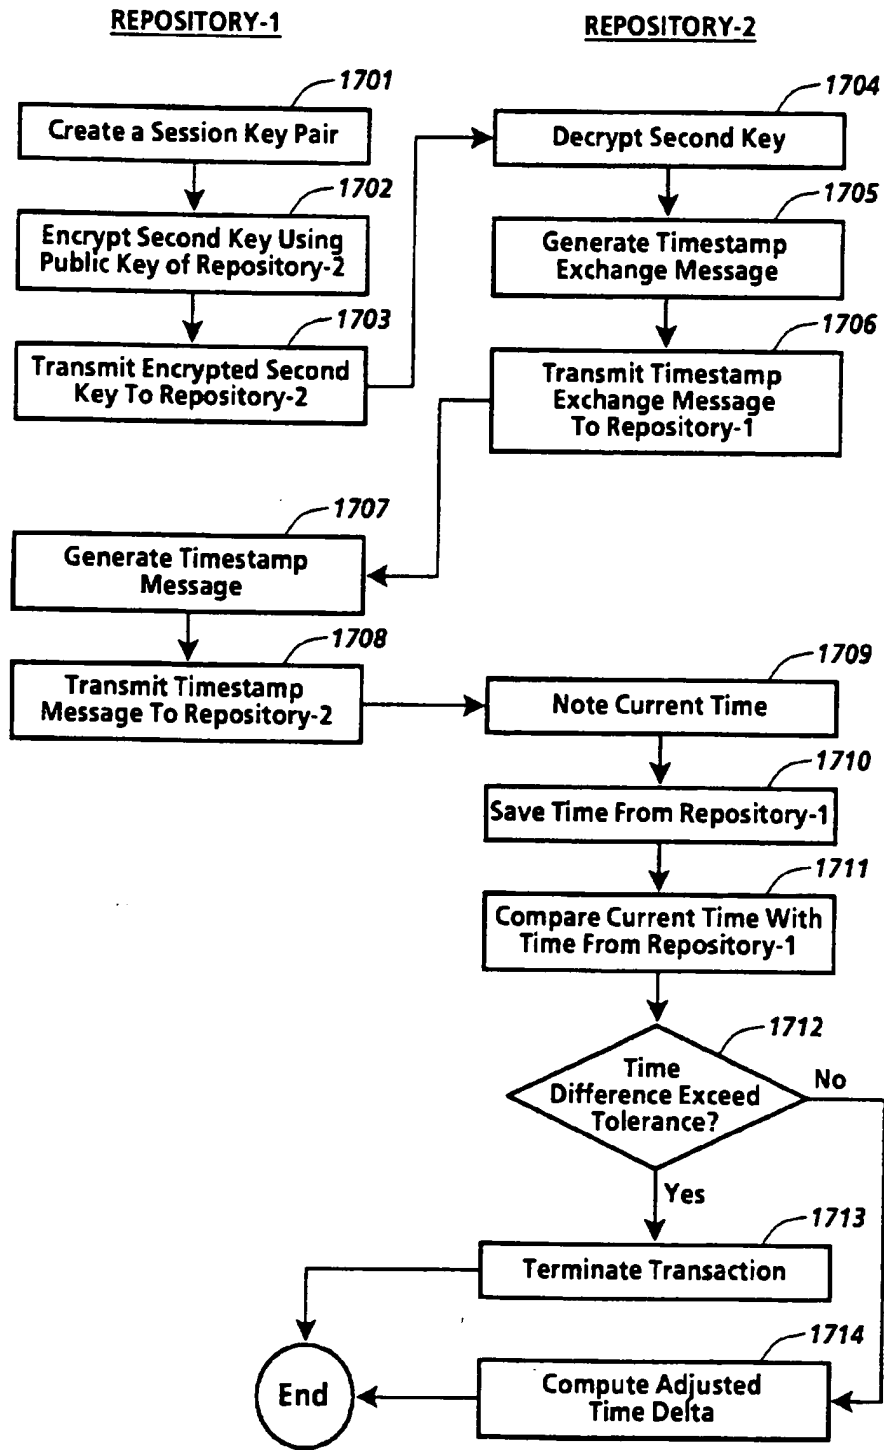 REPOSITORY-1
REPOSITORY-2
1701
Create a Session Key Pair
1702
Encrypt Second Key Using
Public Key of Repository-2
1703
Transmit Encrypted Second
Key To Repository-2
1704
Decrypt Second Key
1705
Generate Timestamp
Exchange Message
1706
Transmit Timestamp
Exchange Message
To Repository-1
1707
Generate Timestamp
Message
1708
Transmit Timestamp
Message To Repository-2
1709
Note Current Time
1710
Save Time From Repository-1
1711
Compare Current Time With
Time From Repository-1
1712
Time
Difference Exceed
Tolerance?
No
Yes
1713
Terminate Transaction
1714
Compute Adjusted
Time Delta
End